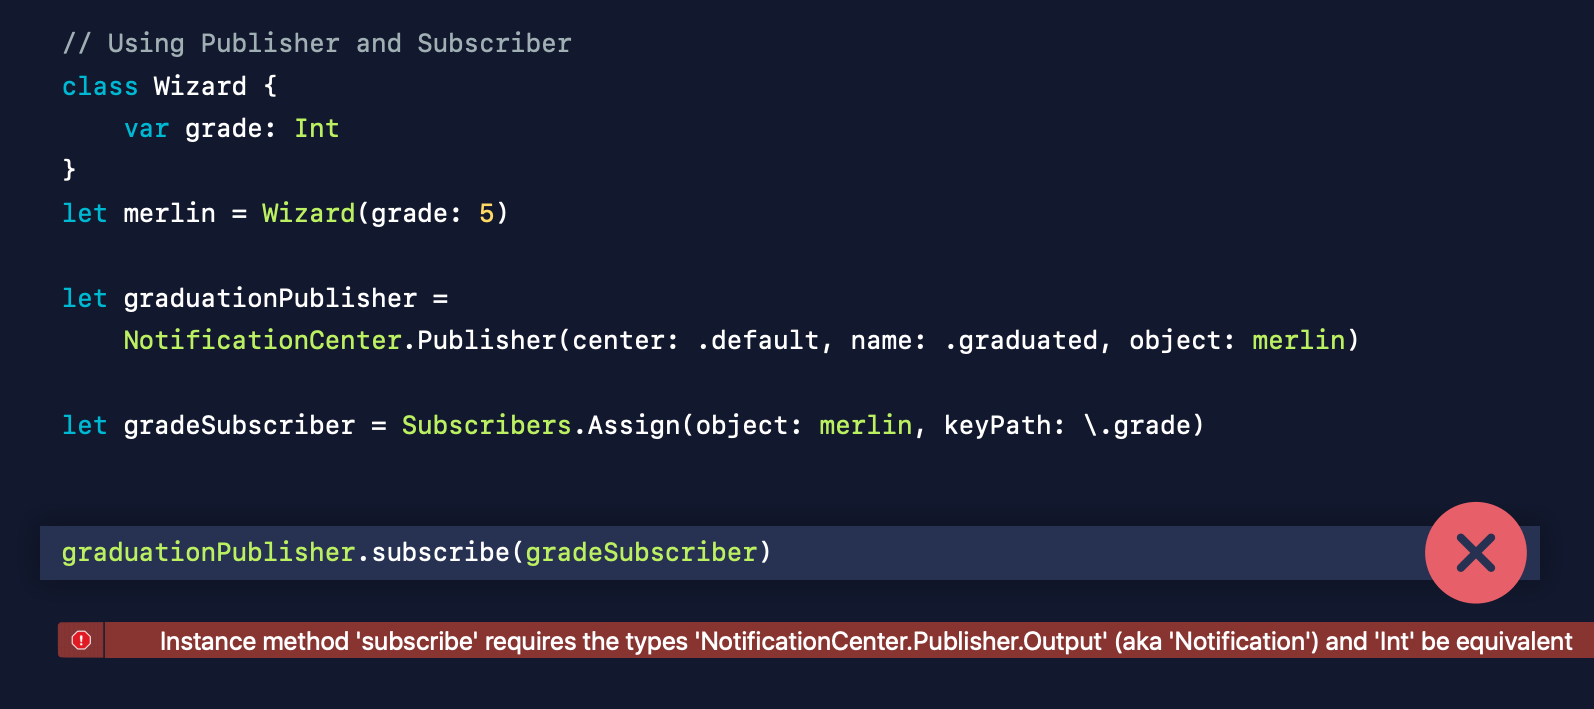 // Using Publisher and Subscriber
class Wizard {
    var grade: Int
}
let merlin = Wizard(grade: 5)
let graduationPublisher =
    NotificationCenter.Publisher(center: .default, name: .graduated, object: merlin)
let gradeSubscriber = Subscribers.Assign(object: merlin, keyPath: \.grade)
graduationPublisher.subscribe(gradeSubscriber)
Instance method 'subscribe' requires the types 'NotificationCenter.Publisher.Output' (aka 'Notification') and 'Int' be equivalent